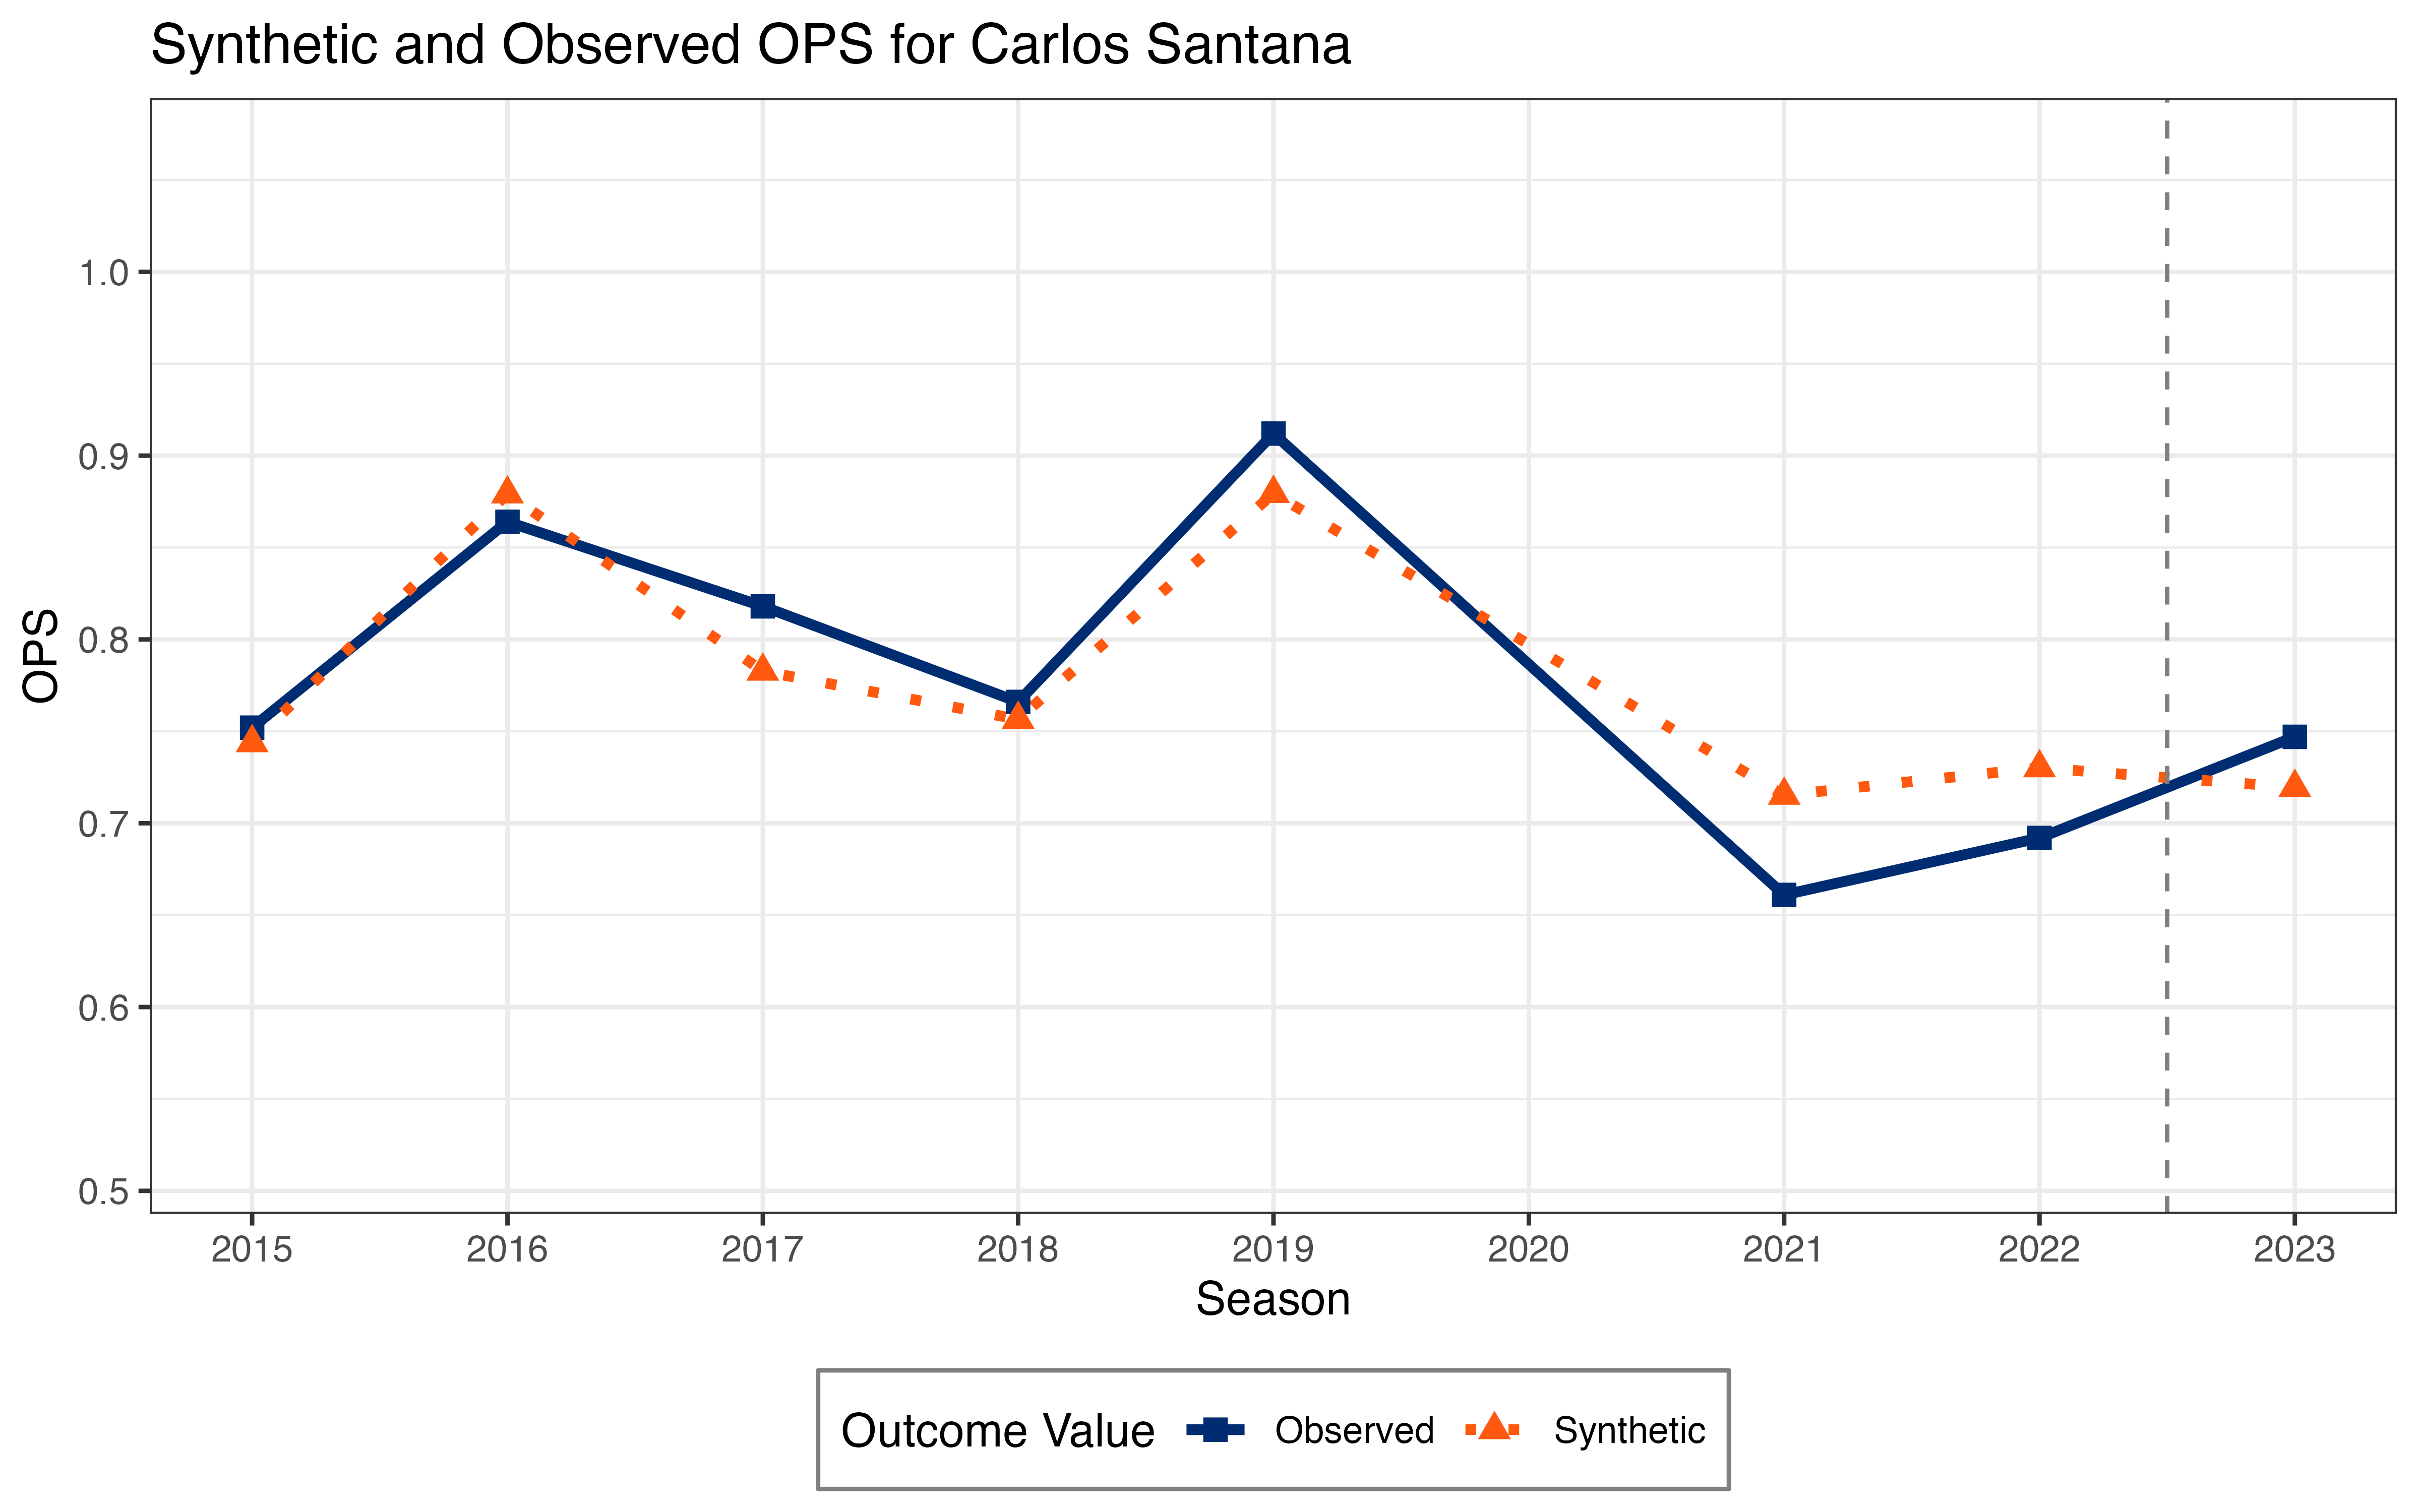 Synthetic and Observed OPS for Carlos Santana
1.0
0.9
0.8
0.7
0.6
0.5
OPS
2015 2016 2017 2018 2019 2020 2021 2022 2023
Season
Outcome Value Observed Synthetic